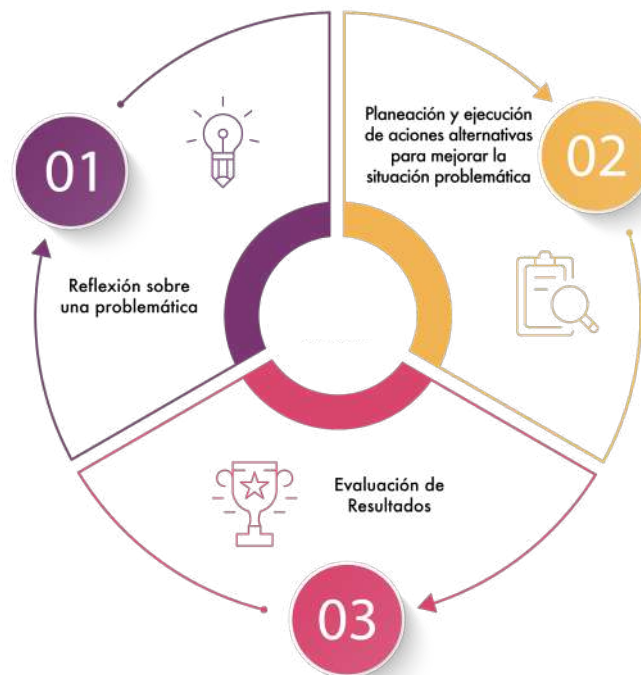 01
Reflexión sobre
una problemática
02
Planeación y ejecución
de aciones alternativas
para mejorar la
situación problemática
03
Evaluación de
Resultados